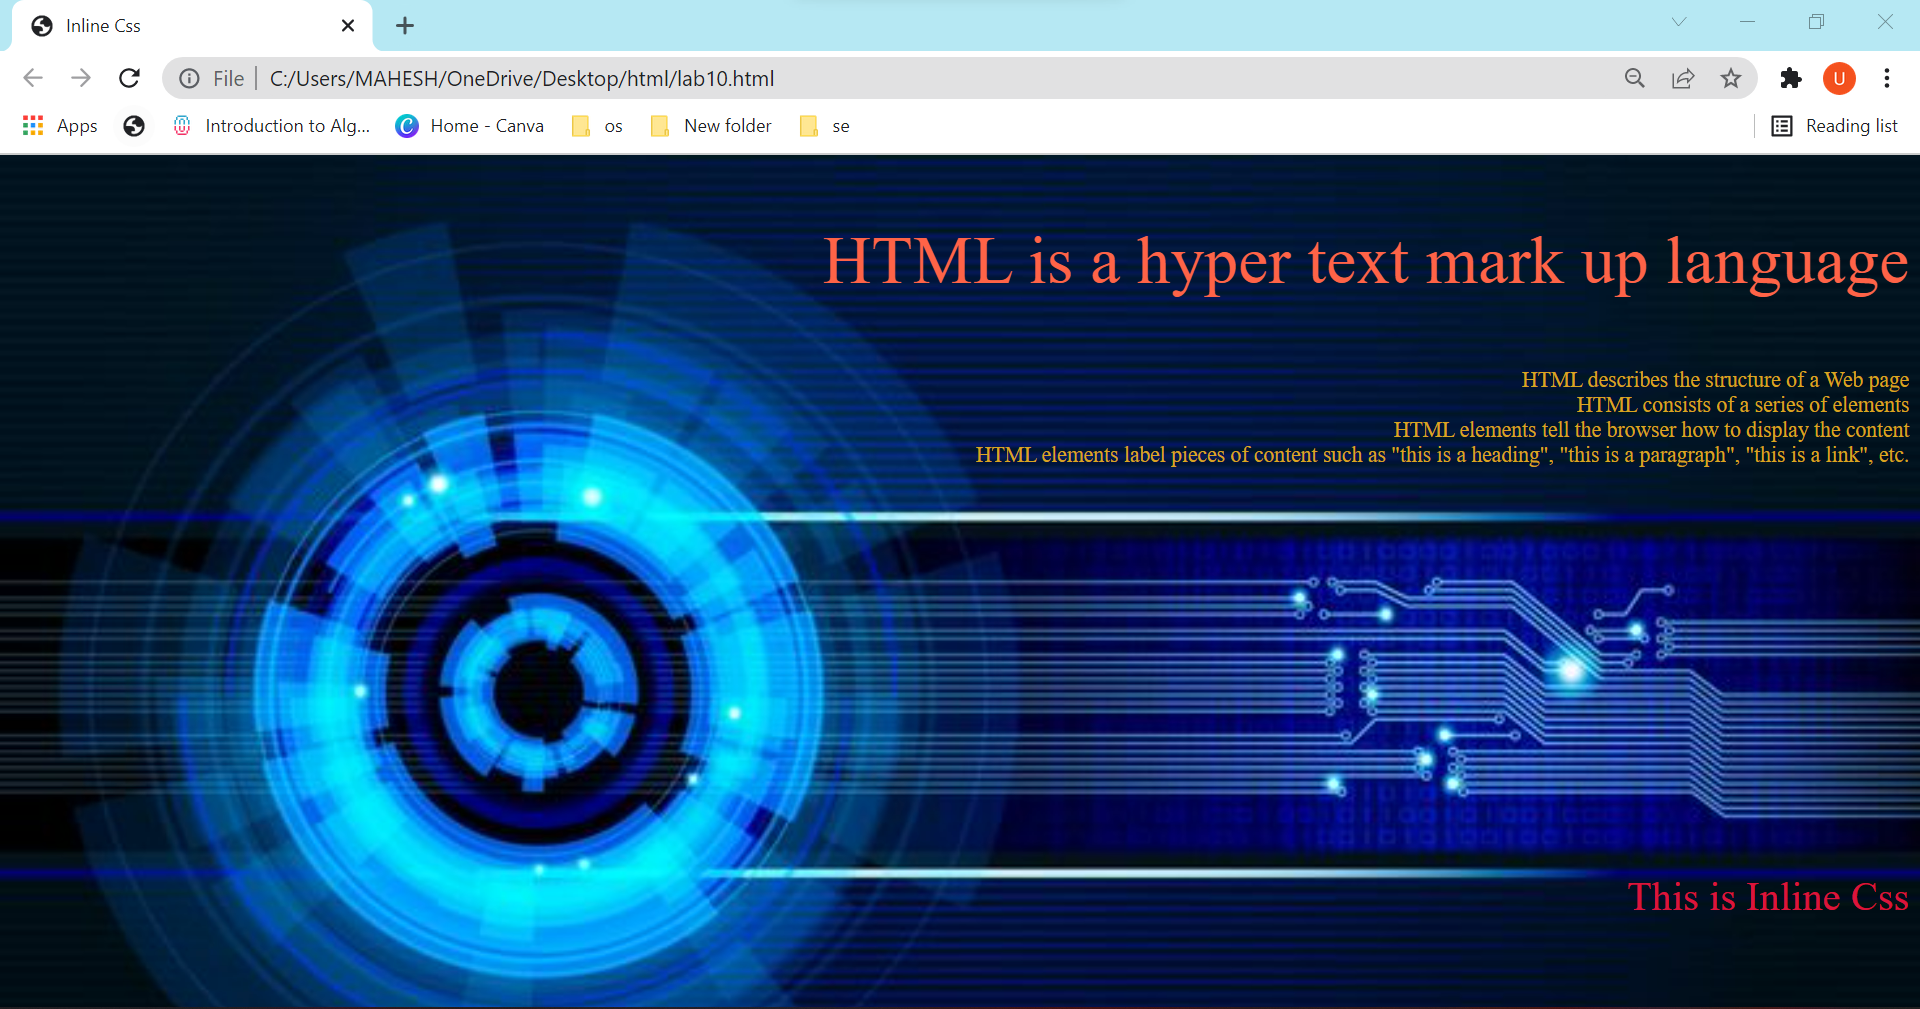 Inline Css
File
C:/Users/MAHESH/OneDrive/Desktop/html/lab10.html
U
Apps
Introduction to Alg...
C
Home - Canva
os
New folder
se
Reading list
HTML is a hyper text mark up language
HTML describes the structure of a Web page
HTML consists of a series of elements
HTML elements tell the browser how to display the content
HTML elements label pieces of content such as "this is a heading", "this is a paragraph", "this is a link", etc.
This is Inline Css